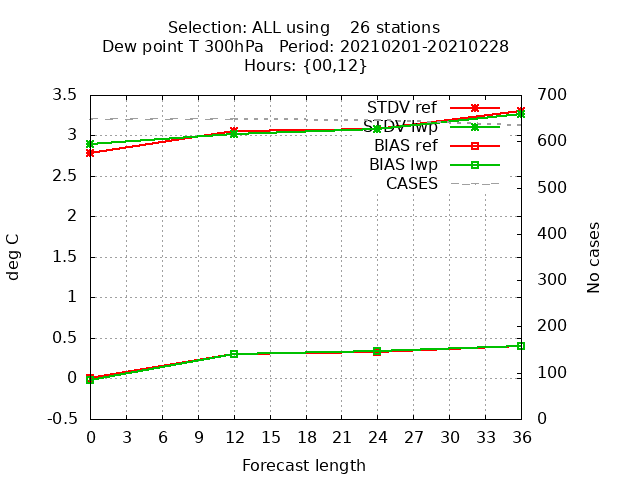 Selection: ALL using    26 stations
Dew point T 300hPa   Period: 20210201-20210228
Hours: {00,12}
3.5
3
2.5
2
1.5
1
0.5
0
-0.5
deg C
STDV ref
STDV lwp
BIAS ref
BIAS lwp
CASES
700
600
500
400
300
200
100
0
No cases
0 3 6 9 12 15 18 21 24 27 30 33 36
Forecast length